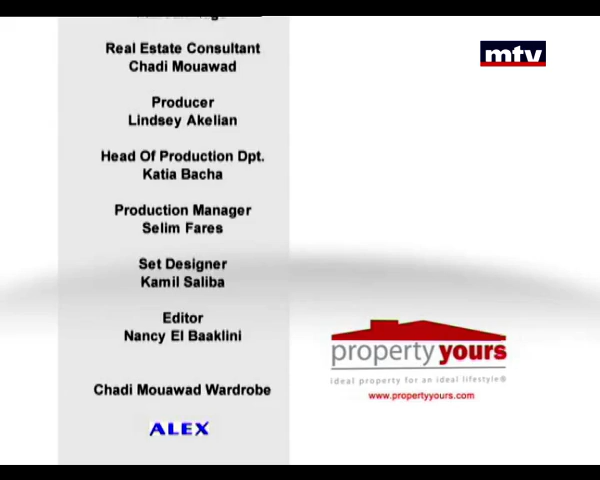 Real Estate Consultant
Chadi Mouawad
Producer
Lindsey Akelian
Head Of Production Dpt.
Katia Bacha
Production Manager
Selim Fares
Set Designer
Kamil Saliba
Editor
Nancy El Baaklini
Chadi Mouawad Wardrobe
ALEX
mtv
property yours
ideal property for an ideal lifestyle®
www.propertyyours.com